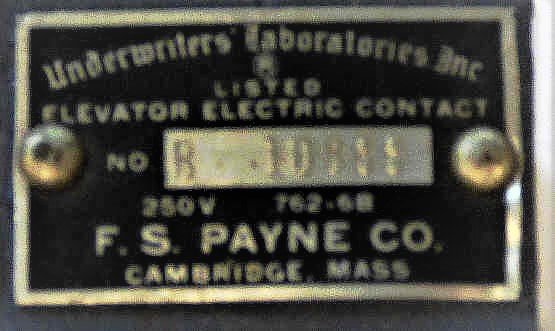 Underwriters' Laboratories, Inc
®
LISTED
ELEVATOR ELECTRIC CONTACT
NO R
250V 762-6B
F. S. PAYNE CO.
CAMBRIDGE, MASS